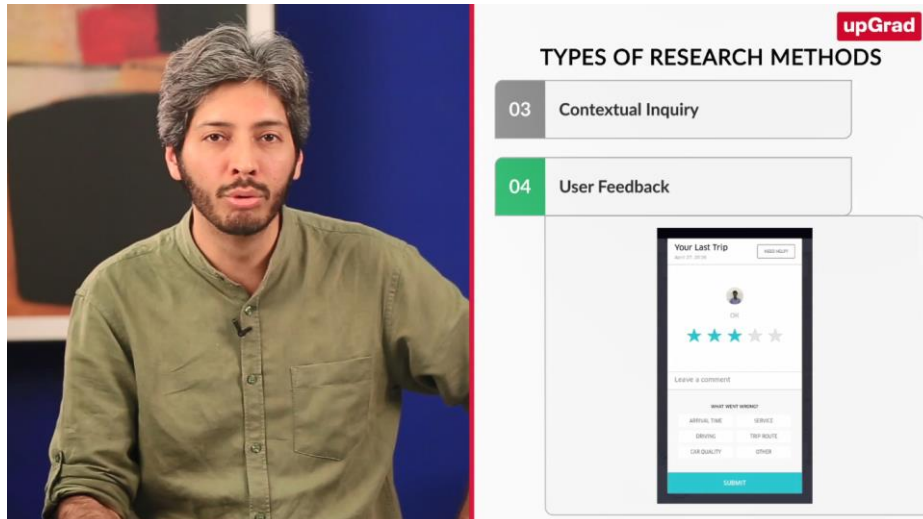 upGrad
TYPES OF RESEARCH METHODS
03 Contextual Inquiry
04 User Feedback
Your Last Trip
NEED HELP?
Leave a comment
WHAT WENT WRONG?
ARRIVAL TIME SERVICE
DRIVING TRIP ROUTE
CAR QUALITY OTHER
SUBMIT